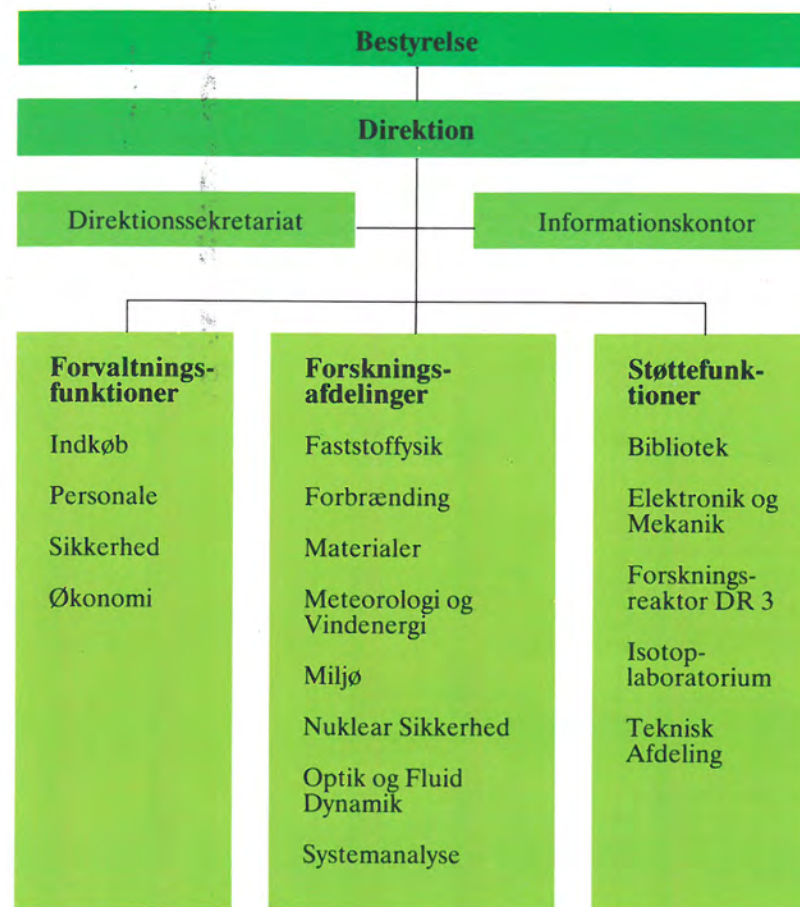 Bestyrelse
Direktion
Direktionssekretariat
Informationskontor
Forvaltnings-
funktioner
Indkøb
Personale
Sikkerhed
Økonomi
Forsknings-
afdelinger
Faststoffysik
Forbrænding
Materialer
Meteorologi og
Vindenergi
Miljø
Nuklear Sikkerhed
Optik og Fluid
Dynamik
Systemanalyse
Støttefunk-
tioner
Bibliotek
Elektronik og
Mekanik
Forsknings-
reaktor DR 3
Isotop-
laboratorium
Teknisk
Afdeling